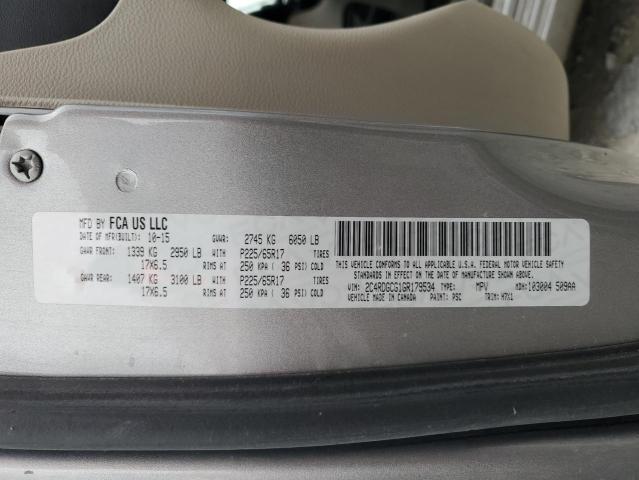 MFD BY FCA US LLC
DATE OF MFR(BUILT): 10-15 GVWR: 2745 KG 6050 LB
GAWR FRONT: 1339 KG 2950 LB WITH P225/65R17 TIRES
17X6.5 RIMS AT 250 KPA ( 36 PSI) COLD
GAWR REAR: 1407 KG 3100 LB WITH P225/65R17 TIRES
17X6.5 RIMS AT 250 KPA ( 36 PSI) COLD
THIS VEHICLE CONFORMS TO ALL APPLICABLE U.S.A. FEDERAL MOTOR VEHICLE SAFETY
STANDARDS IN EFFECT ON THE DATE OF MANUFACTURE SHOWN ABOVE.
VIN: 2C4RDGCG1GR179534 TYPE: MPV MDH: 103004 509AA
MADE IN CANADA PAINT: PSC TRIM: H7X1